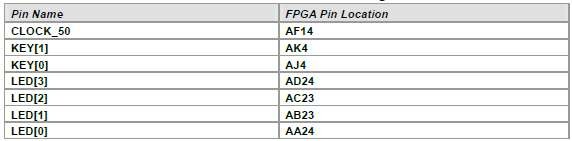 Pin Name FPGA Pin Location
CLOCK_50 AF14
KEY[1] AK4
KEY[0] AJ4
LED[3] AD24
LED[2] AC23
LED[1] AB23
LED[0] AA24